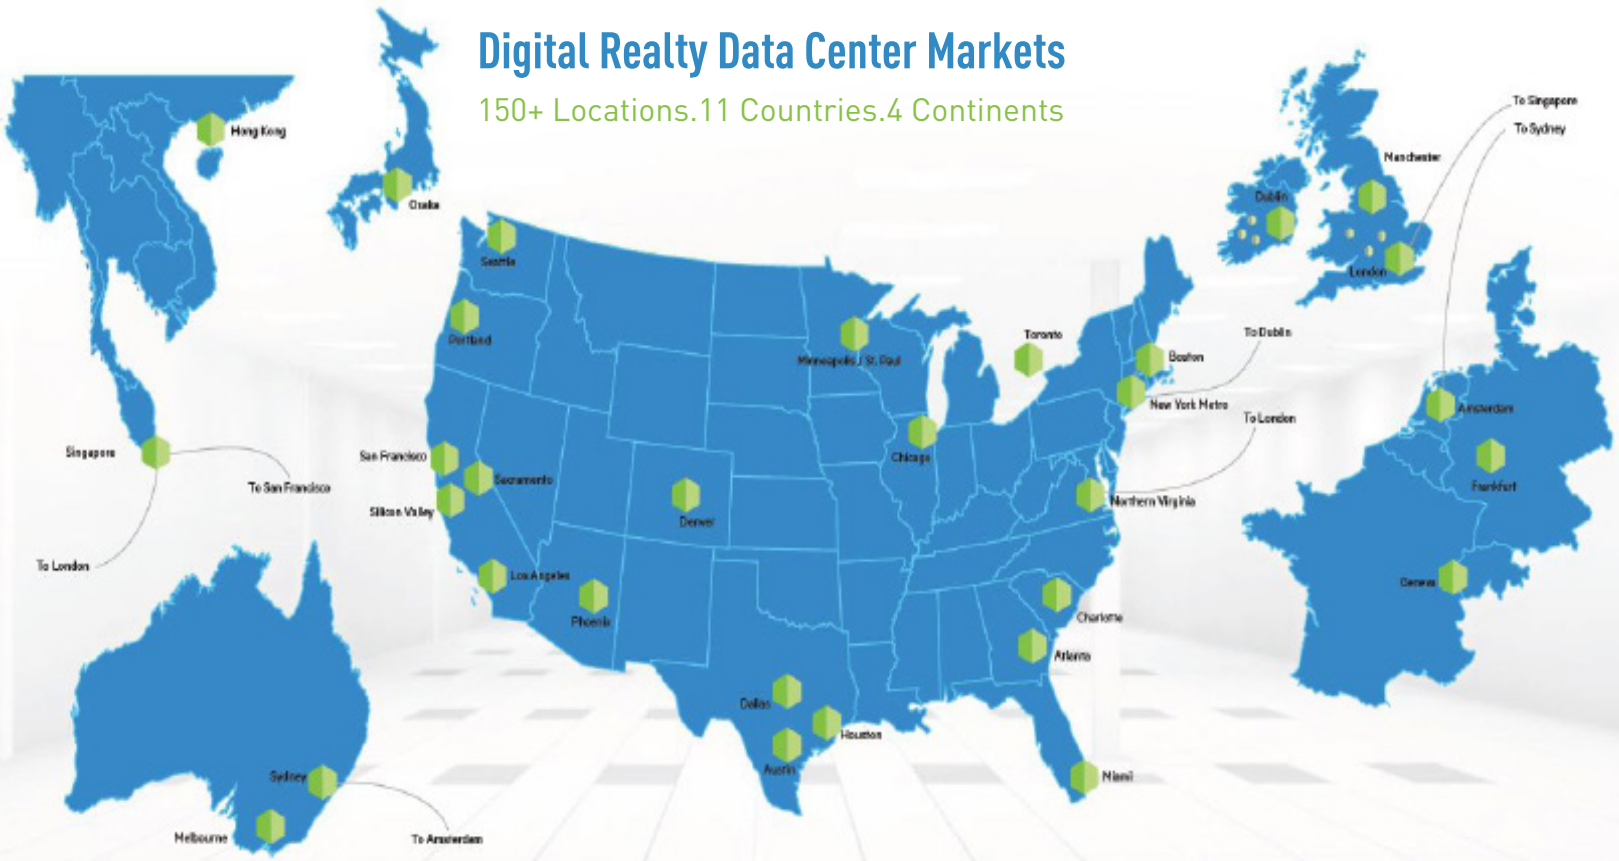 Digital Realty Data Center Markets
150+ Locations.11 Countries.4 Continents
Hong Kong
Osaka
Singapore
To San Francisco
To London
Sydney
Melbourne
To Amsterdam
Seattle
Portland
San Francisco
Sacramento
Silicon Valley
Los Angeles
Phoenix
Denver
Minneapolis / St. Paul
Chicago
Dallas
Houston
Austin
Toronto
Boston
New York Metro
To Dublin
To London
Northern Virginia
Charlotte
Atlanta
Miami
To Singapore
To Sydney
Manchester
Dublin
London
Amsterdam
Frankfurt
Geneva